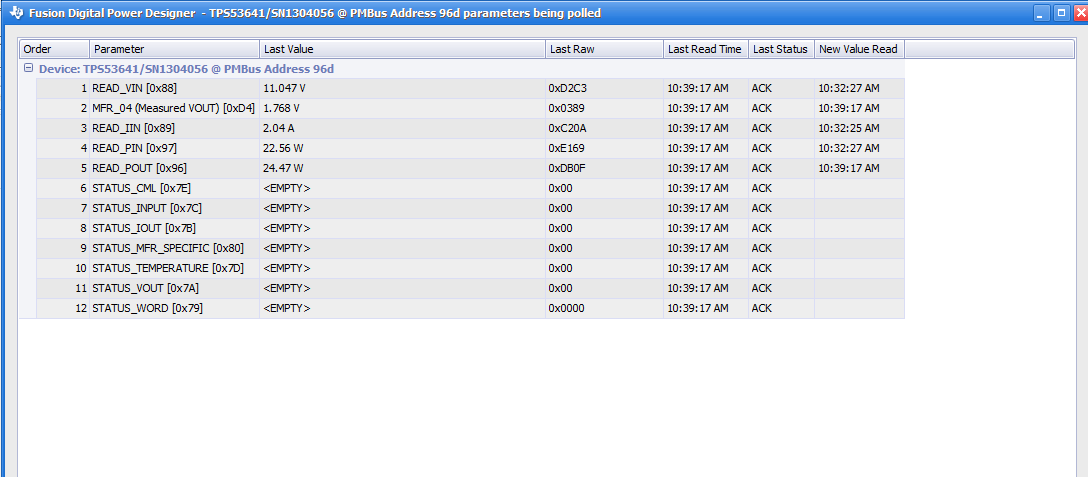 Fusion Digital Power Designer - TPS53641/SN1304056 @ PMBus Address 96d parameters being polled
Order Parameter Last Value Last Raw Last Read Time Last Status New Value Read
Device: TPS53641/SN1304056 @ PMBus Address 96d
1 READ_VIN [0x88] 11.047 V 0xD2C3 10:39:17 AM ACK 10:32:27 AM
2 MFR_04 (Measured VOUT) [0xD4] 1.768 V 0x0389 10:39:17 AM ACK 10:39:17 AM
3 READ_IIN [0x89] 2.04 A 0xC20A 10:39:17 AM ACK 10:32:25 AM
4 READ_PIN [0x97] 22.56 W 0xE169 10:39:17 AM ACK 10:32:27 AM
5 READ_POUT [0x96] 24.47 W 0xDB0F 10:39:17 AM ACK 10:39:17 AM
6 STATUS_CML [0x7E] <EMPTY> 0x00 10:39:17 AM ACK
7 STATUS_INPUT [0x7C] <EMPTY> 0x00 10:39:17 AM ACK
8 STATUS_IOUT [0x7B] <EMPTY> 0x00 10:39:17 AM ACK
9 STATUS_MFR_SPECIFIC [0x80] <EMPTY> 0x00 10:39:17 AM ACK
10 STATUS_TEMPERATURE [0x7D] <EMPTY> 0x00 10:39:17 AM ACK
11 STATUS_VOUT [0x7A] <EMPTY> 0x00 10:39:17 AM ACK
12 STATUS_WORD [0x79] <EMPTY> 0x0000 10:39:17 AM ACK